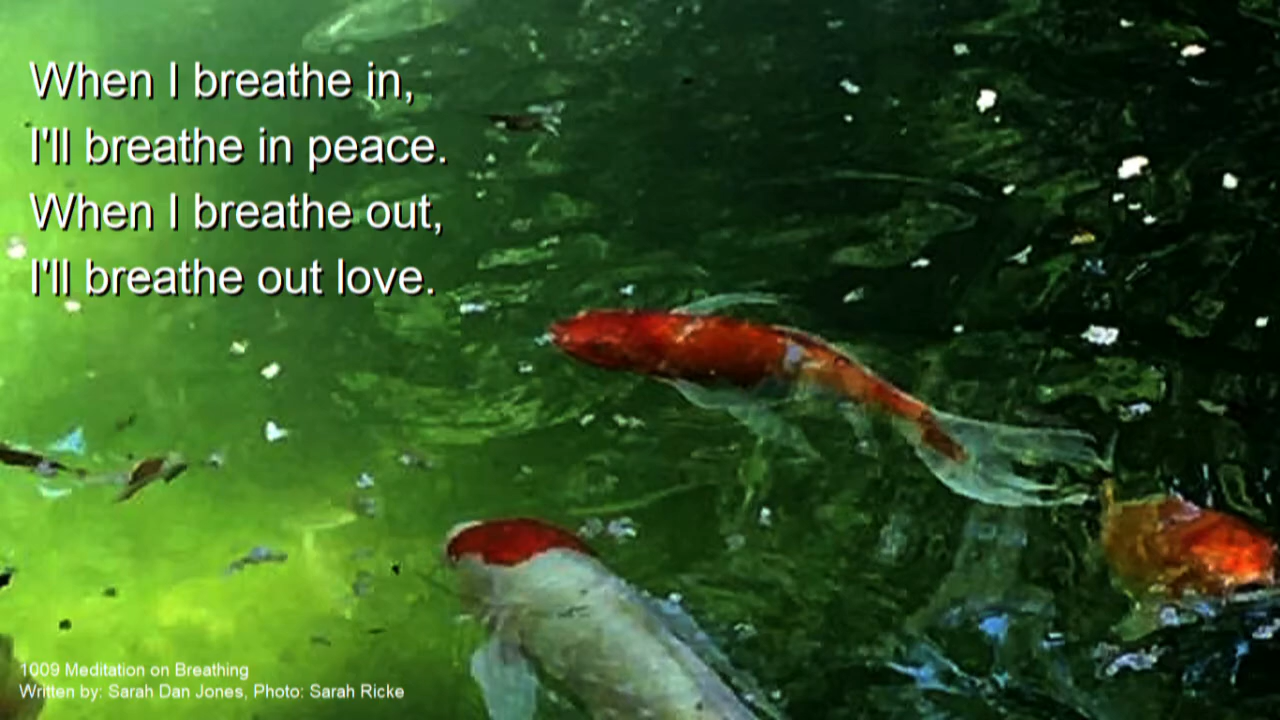 When I breathe in,
I'll breathe in peace.
When I breathe out,
I'll breathe out love.
1009 Meditation on Breathing
Written by: Sarah Dan Jones, Photo: Sarah Ricke